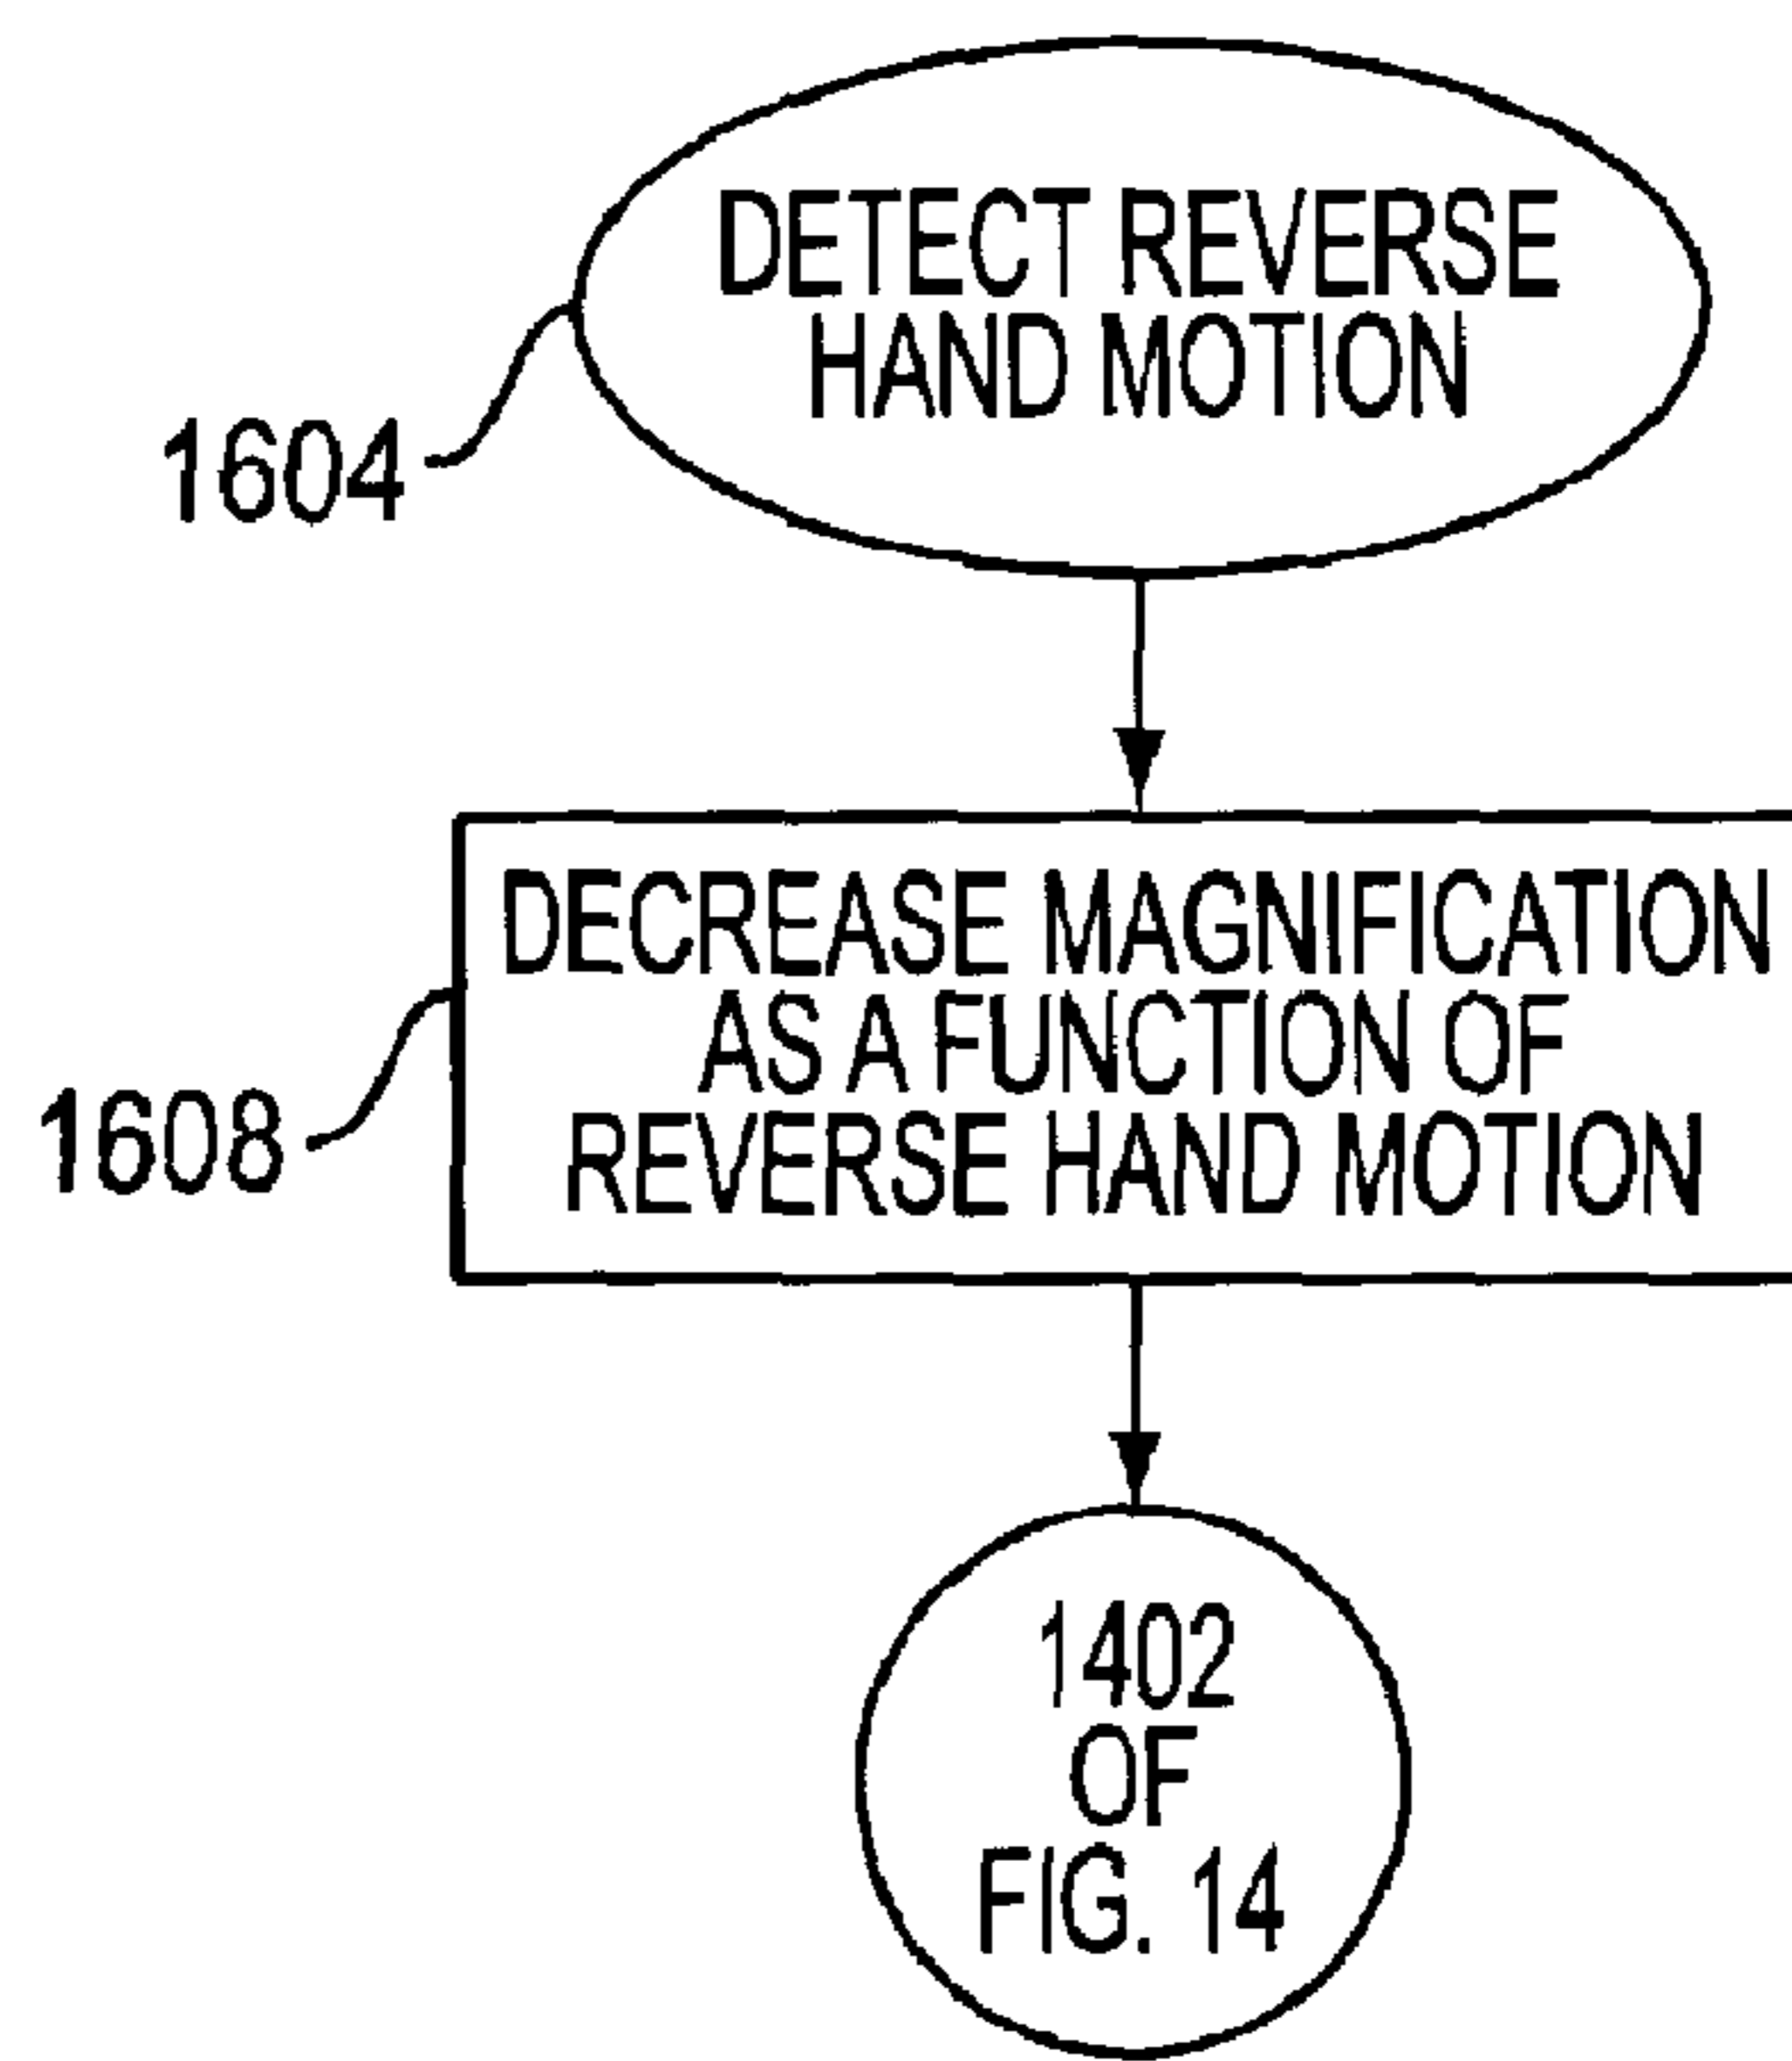 DETECT REVERSE
HAND MOTION
1604
DECREASE MAGNIFICATION
AS A FUNCTION OF
REVERSE HAND MOTION
1608
1402
OF
FIG. 14